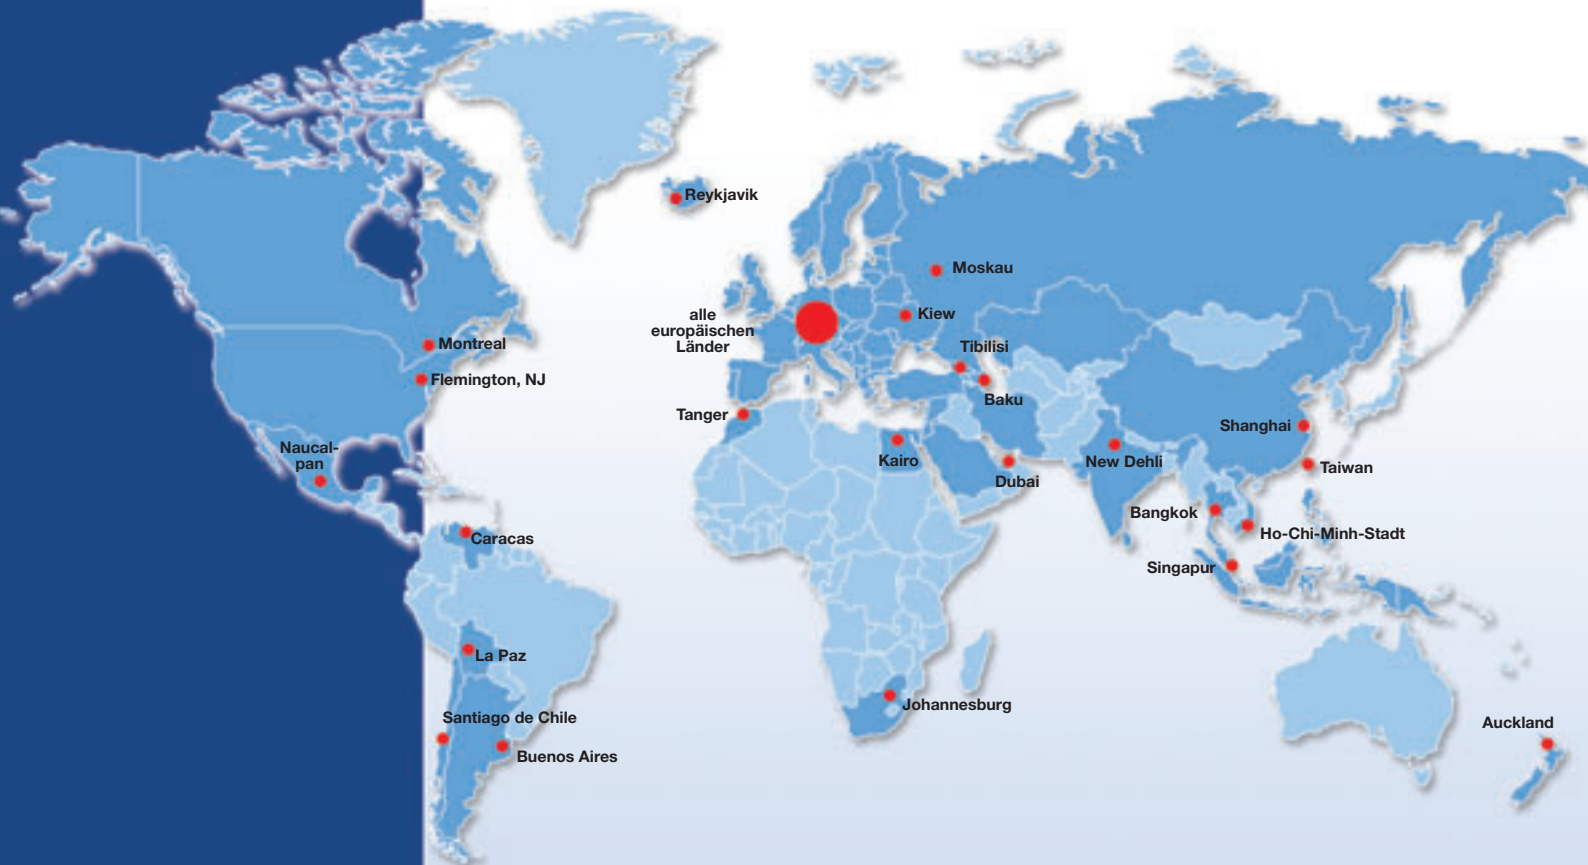 Reykjavik
Moskau
alle
europäischen
Länder
Kiew
Tibilisi
Montreal
Flemington, NJ
Baku
Tanger
Shanghai
Naucal-
pan
Kairo
New Dehli
Taiwan
Dubai
Bangkok
Caracas
Ho-Chi-Minh-Stadt
Singapur
La Paz
Johannesburg
Santiago de Chile
Auckland
Buenos Aires